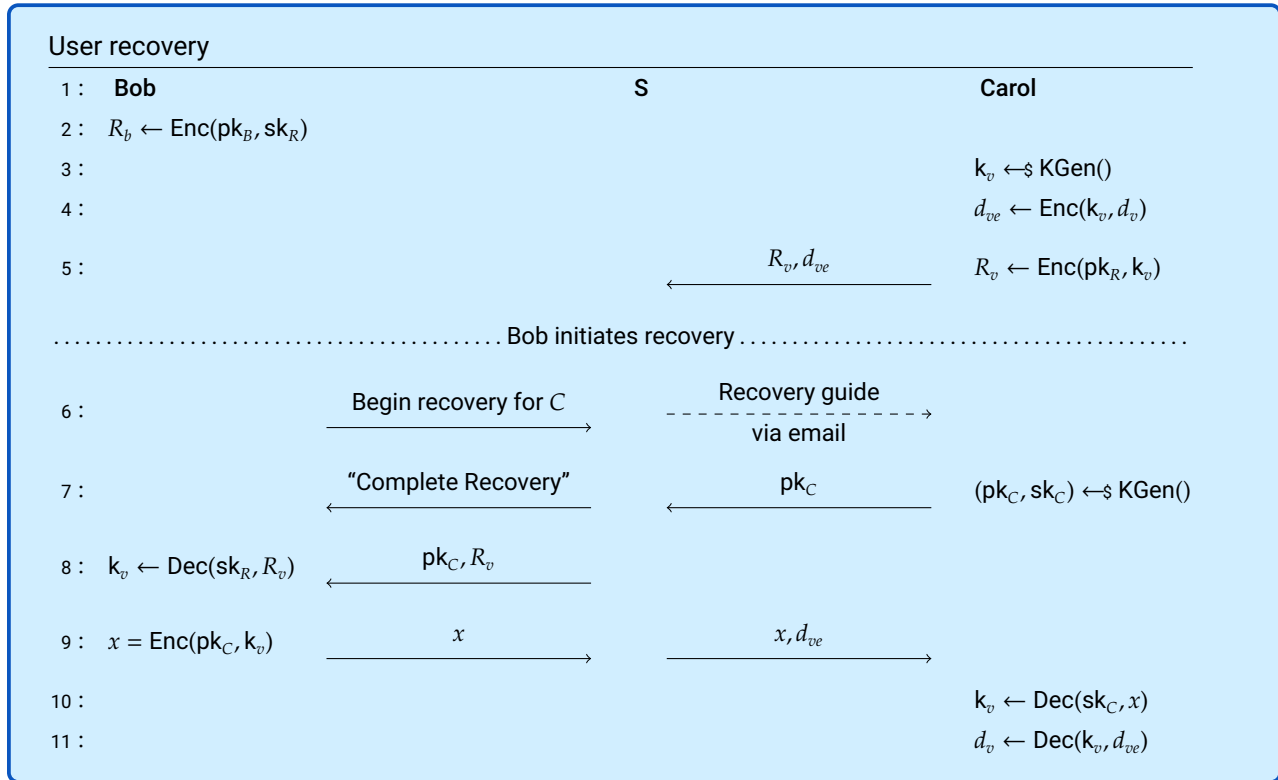 User recovery
1 : Bob S Carol
2 : R_b ← Enc(pk_B, sk_R)
3 : k_v ←$ KGen()
4 : d_ve ← Enc(k_v, d_v)
5 : R_v, d_ve R_v ← Enc(pk_R, k_v)
Bob initiates recovery
6 : Begin recovery for C Recovery guide
via email
7 : “Complete Recovery” pk_C (pk_C, sk_C) ←$ KGen()
8 : k_v ← Dec(sk_R, R_v) pk_C, R_v
9 : x = Enc(pk_C, k_v) x x, d_ve
10 : k_v ← Dec(sk_C, x)
11 : d_v ← Dec(k_v, d_ve)